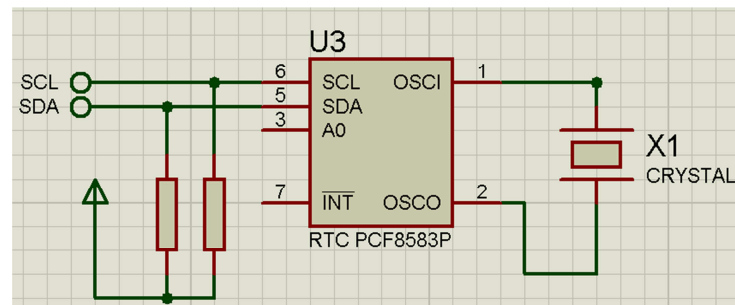 U3
SCL 6 SCL OSCI 1
SDA 5 SDA
3 A0
X1
CRYSTAL
7 INT OSCO 2
RTC PCF8583P